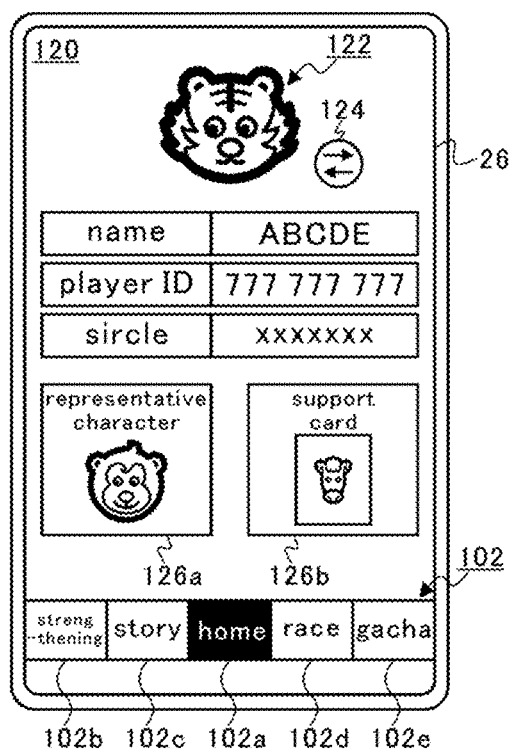 120
122
124
26
name ABCDE
player ID 777 777 777
sircle xxxxxxx
representative
character
support
card
126a
126b
102
streng
-thening
story
home
race
gacha
102b 102c 102a 102d 102e